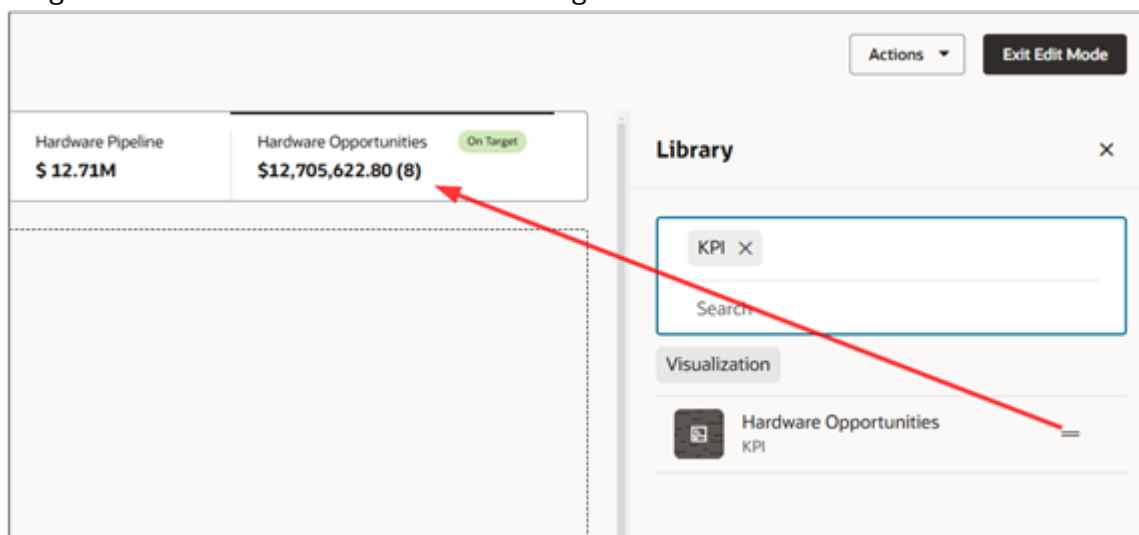 Actions
Exit Edit Mode
Hardware Pipeline
$ 12.71M
Hardware Opportunities
On Target
$12,705,622.80 (8)
Library
KPI
Search
Visualization
Hardware Opportunities
KPI